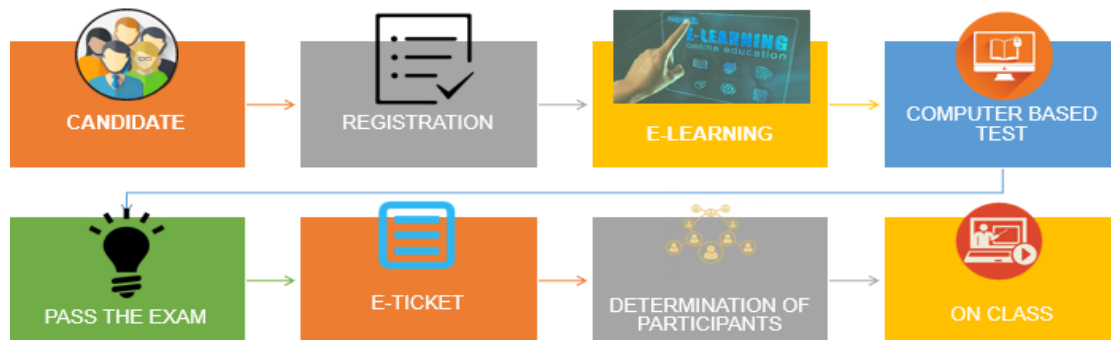 CANDIDATE
REGISTRATION
E-LEARNING
online education
E-LEARNING
COMPUTER BASED
TEST
PASS THE EXAM
E-TICKET
DETERMINATION OF
PARTICIPANTS
ON CLASS